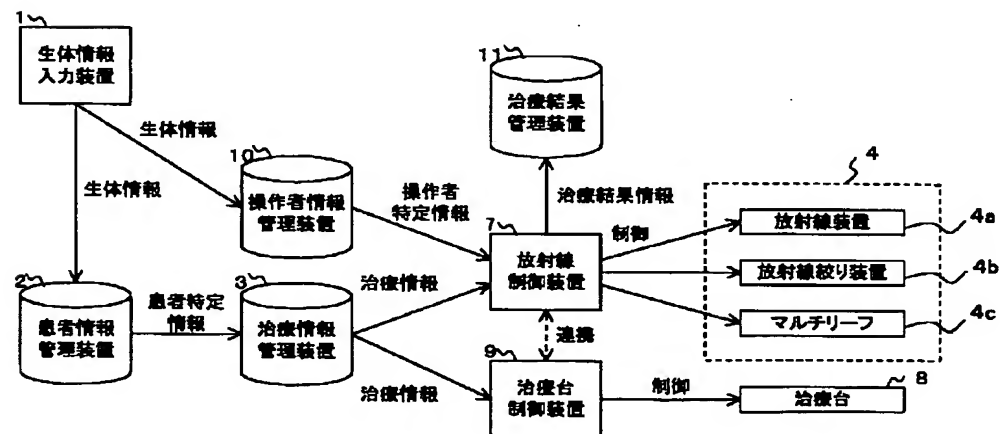 1
生体情報
入力装置
生体情報
生体情報
10
操作者情報
管理装置
操作者
特定情報
11
治療結果
管理装置
治療結果情報
2
患者情報
管理装置
患者特定
情報
3
治療情報
管理装置
治療情報
治療情報
7
放射線
制御装置
制御
連携
9
治療台
制御装置
制御
4
放射線装置
4a
放射線絞り装置
4b
マルチリーフ
4c
8
治療台